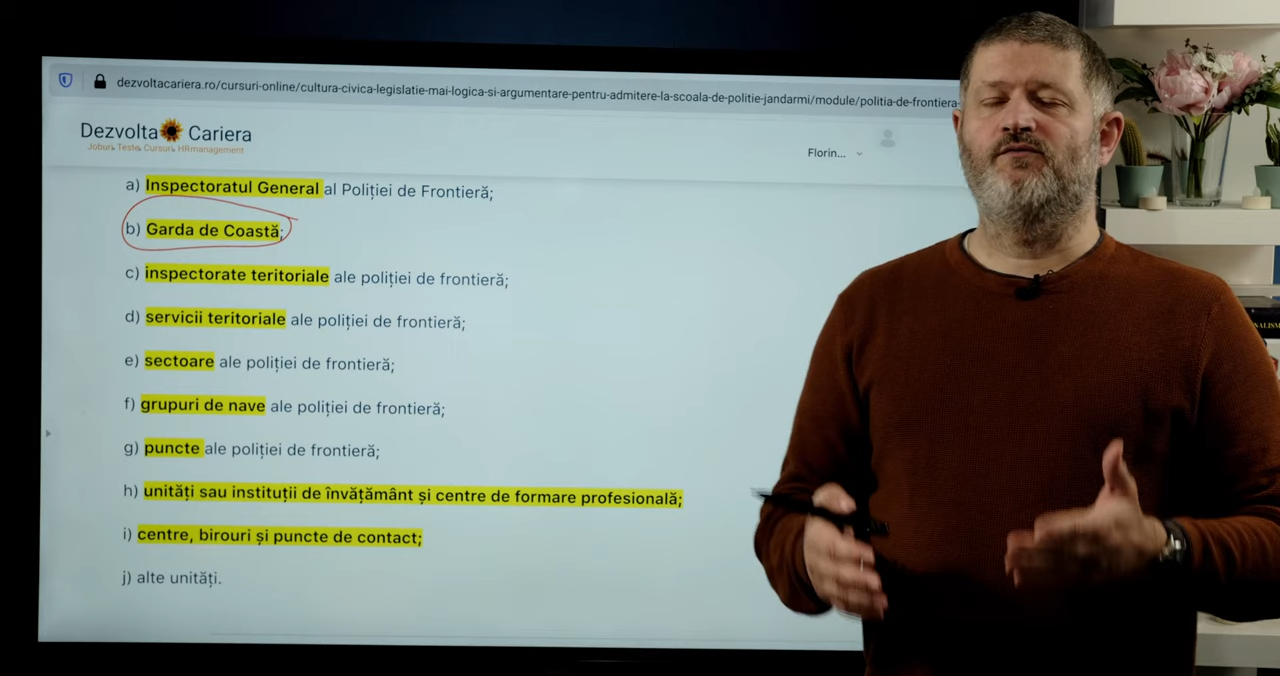 dezvoltacariera.ro/cursuri-online/cultura-civica-legislatie-mai-logica-si-argumentare-pentru-admitere-la-scoala-de-politie-jandarmi/module/politia-de-frontiera-
Dezvolta Cariera
Joburi, Teste, Cursuri, HRmanagement
Florin...
a) Inspectoratul General al Poliției de Frontieră;
b) Garda de Coastă;
c) inspectorate teritoriale ale poliției de frontieră;
d) servicii teritoriale ale poliției de frontieră;
e) sectoare ale poliției de frontieră;
f) grupuri de nave ale poliției de frontieră;
g) puncte ale poliției de frontieră;
h) unități sau instituții de învățământ și centre de formare profesională;
i) centre, birouri și puncte de contact;
j) alte unități.